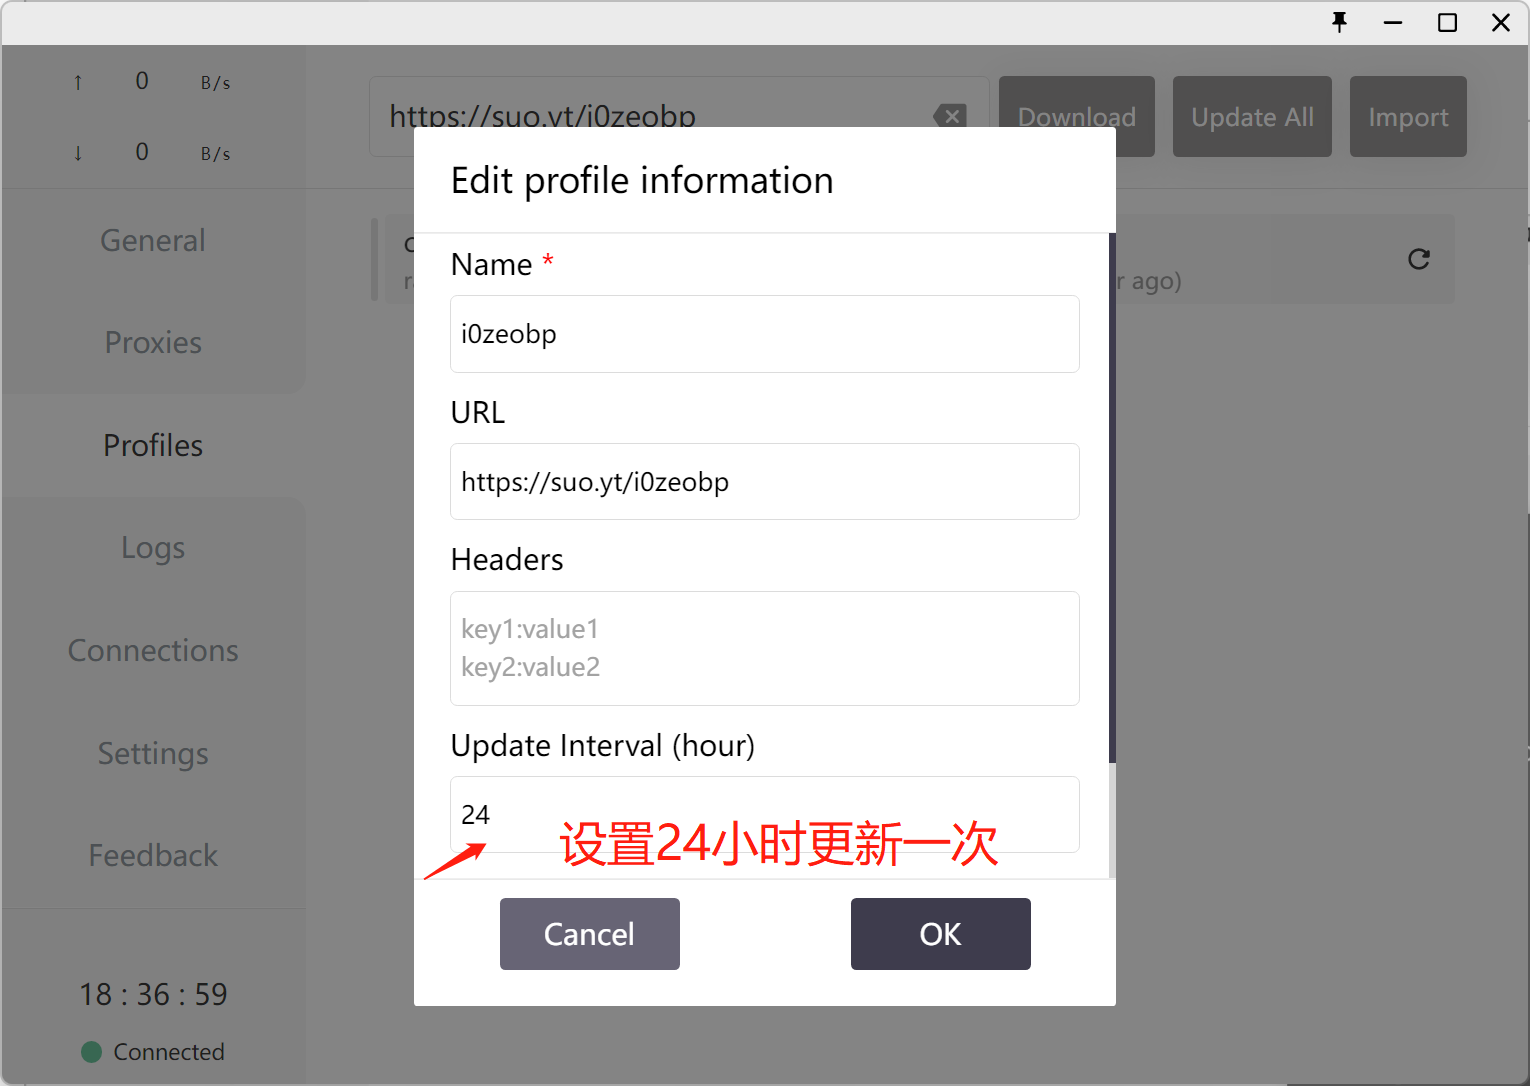 ↑ 0 B/s
↓ 0 B/s
General
Proxies
Profiles
Logs
Connections
Settings
Feedback
18 : 36 : 59
Connected
https://suo.yt/i0zeobp
Download
Update All
Import
ago)
Edit profile information
Name *
i0zeobp
URL
https://suo.yt/i0zeobp
Headers
key1:value1
key2:value2
Update Interval (hour)
24
设置24小时更新一次
Cancel
OK